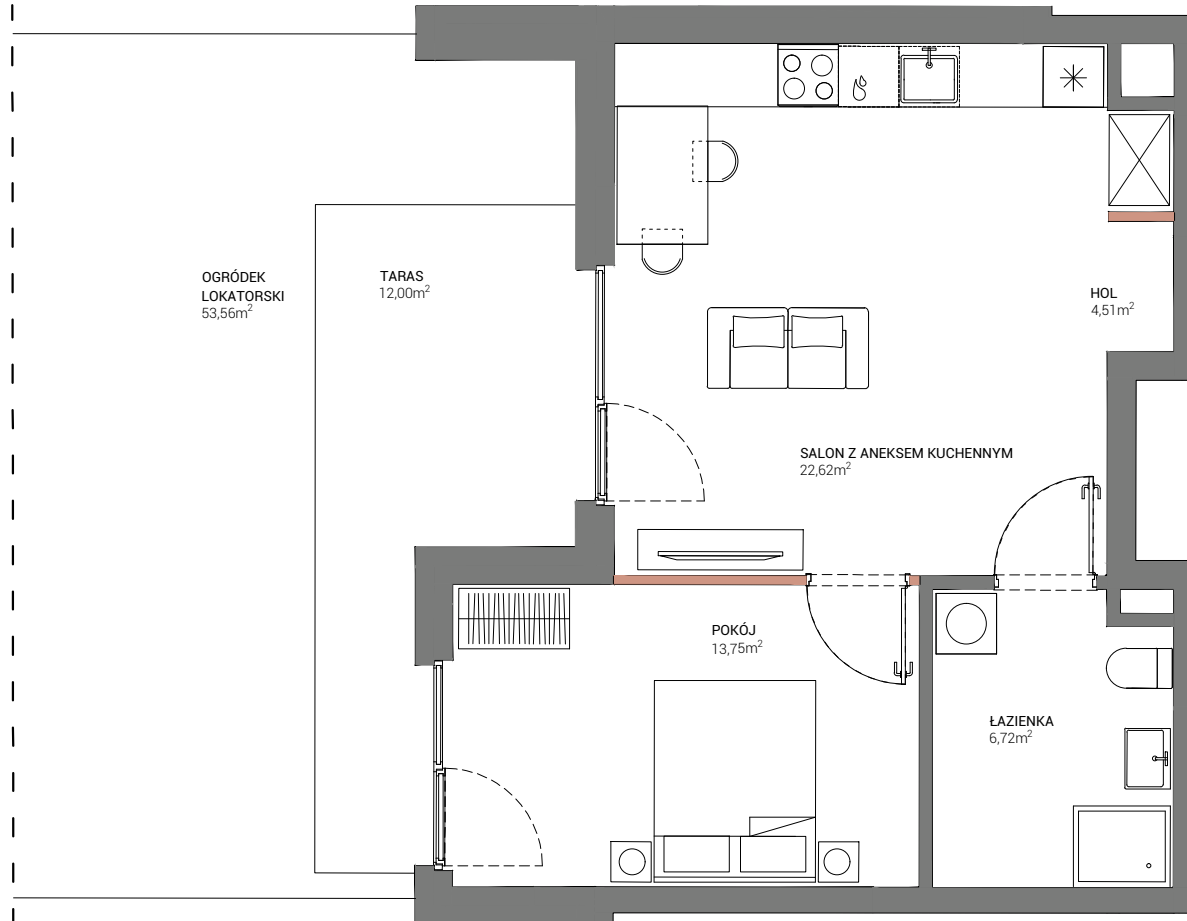 OGRÓDEK
LOKATORSKI
53,56m²
TARAS
12,00m²
HOL
4,51m²
SALON Z ANEKSEM KUCHENNYM
22,62m²
POKÓJ
13,75m²
ŁAZIENKA
6,72m²